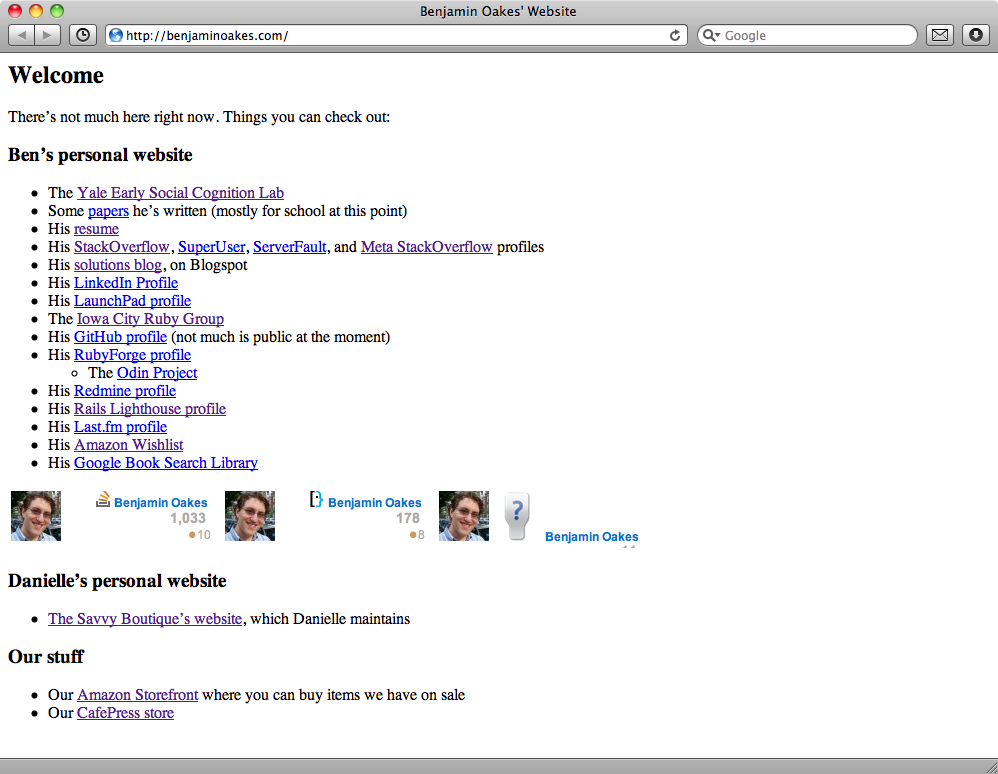 Benjamin Oakes' Website
http://benjaminoakes.com/
Google
Welcome
There's not much here right now. Things you can check out:
Ben's personal website
The Yale Early Social Cognition Lab
Some papers he's written (mostly for school at this point)
His resume
His StackOverflow, SuperUser, ServerFault, and Meta StackOverflow profiles
His solutions blog, on Blogspot
His LinkedIn Profile
His LaunchPad profile
The Iowa City Ruby Group
His GitHub profile (not much is public at the moment)
His RubyForge profile
The Odin Project
His Redmine profile
His Rails Lighthouse profile
His Last.fm profile
His Amazon Wishlist
His Google Book Search Library
Benjamin Oakes
1,033
10
Benjamin Oakes
178
8
?
Benjamin Oakes
Danielle's personal website
The Savvy Boutique's website, which Danielle maintains
Our stuff
Our Amazon Storefront where you can buy items we have on sale
Our CafePress store